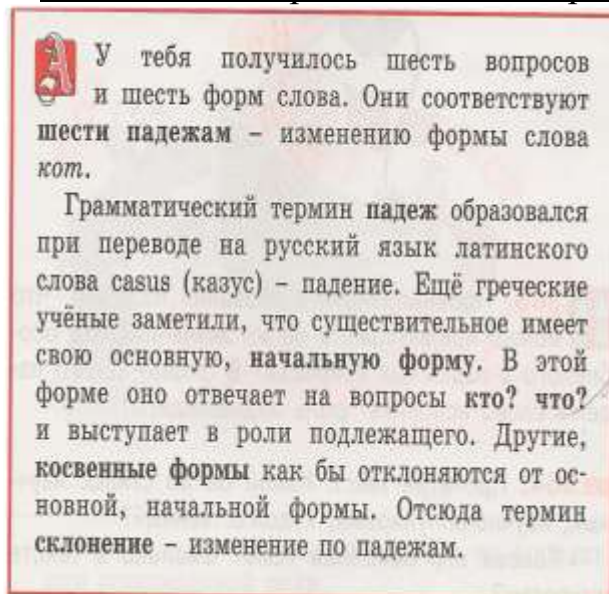 У тебя получилось шесть вопросов
и шесть форм слова. Они соответствуют
шести падежам – изменению формы слова
кот.
Грамматический термин падеж образовался
при переводе на русский язык латинского
слова casus (казус) – падение. Ещё греческие
учёные заметили, что существительное имеет
свою основную, начальную форму. В этой
форме оно отвечает на вопросы кто? что?
и выступает в роли подлежащего. Другие,
косвенные формы как бы отклоняются от ос-
новной, начальной формы. Отсюда термин
склонение – изменение по падежам.